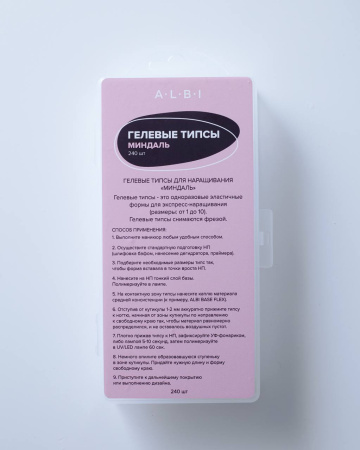 A·L·B·I
ГЕЛЕВЫЕ ТИПСЫ
МИНДАЛЬ
240 шт
ГЕЛЕВЫЕ ТИПСЫ ДЛЯ НАРАЩИВАНИЯ
«МИНДАЛЬ»
Гелевые типсы - это одноразовые эластичные
формы для экспресс-наращивания
(размеры: от 1 до 10).
Гелевые типсы снимаются фрезой.
СПОСОБ ПРИМЕНЕНИЯ:
1. Выполните маникюр любым удобным способом.
2. Осуществите стандартную подготовку НП
(шлифовка бафом, нанесение дегидратора, праймера).
3. Подберите необходимые размеры типс так,
чтобы форма вставала в точки роста НП.
4. Нанесите на НП тонкий слой базы.
Полимеризуйте в лампе.
5. На контактную зону типсы нанесите каплю материала
средней консистенции (к примеру, ALBI BASE FLEX).
6. Отступив от кутикулы 1-2 мм аккуратно прижмите типсу
к ногтю, начиная от зоны кутикулы по направлению
к свободному краю так, чтобы материал равномерно
распределился, и не оставалось воздушных пустот.
7. Плотно прижав типсу к НП, зафиксируйте УФ-фонариком,
либо лампой 5-10 секунд, затем полимеризуйте
в UV/LED лампе 60 сек.
8. Немного опилите образовавшуюся ступеньку
в зоне кутикулы. Придайте нужную длину и форму
свободному краю.
9. Приступите к дальнейшему покрытию
или выполнению дизайна.
240 шт